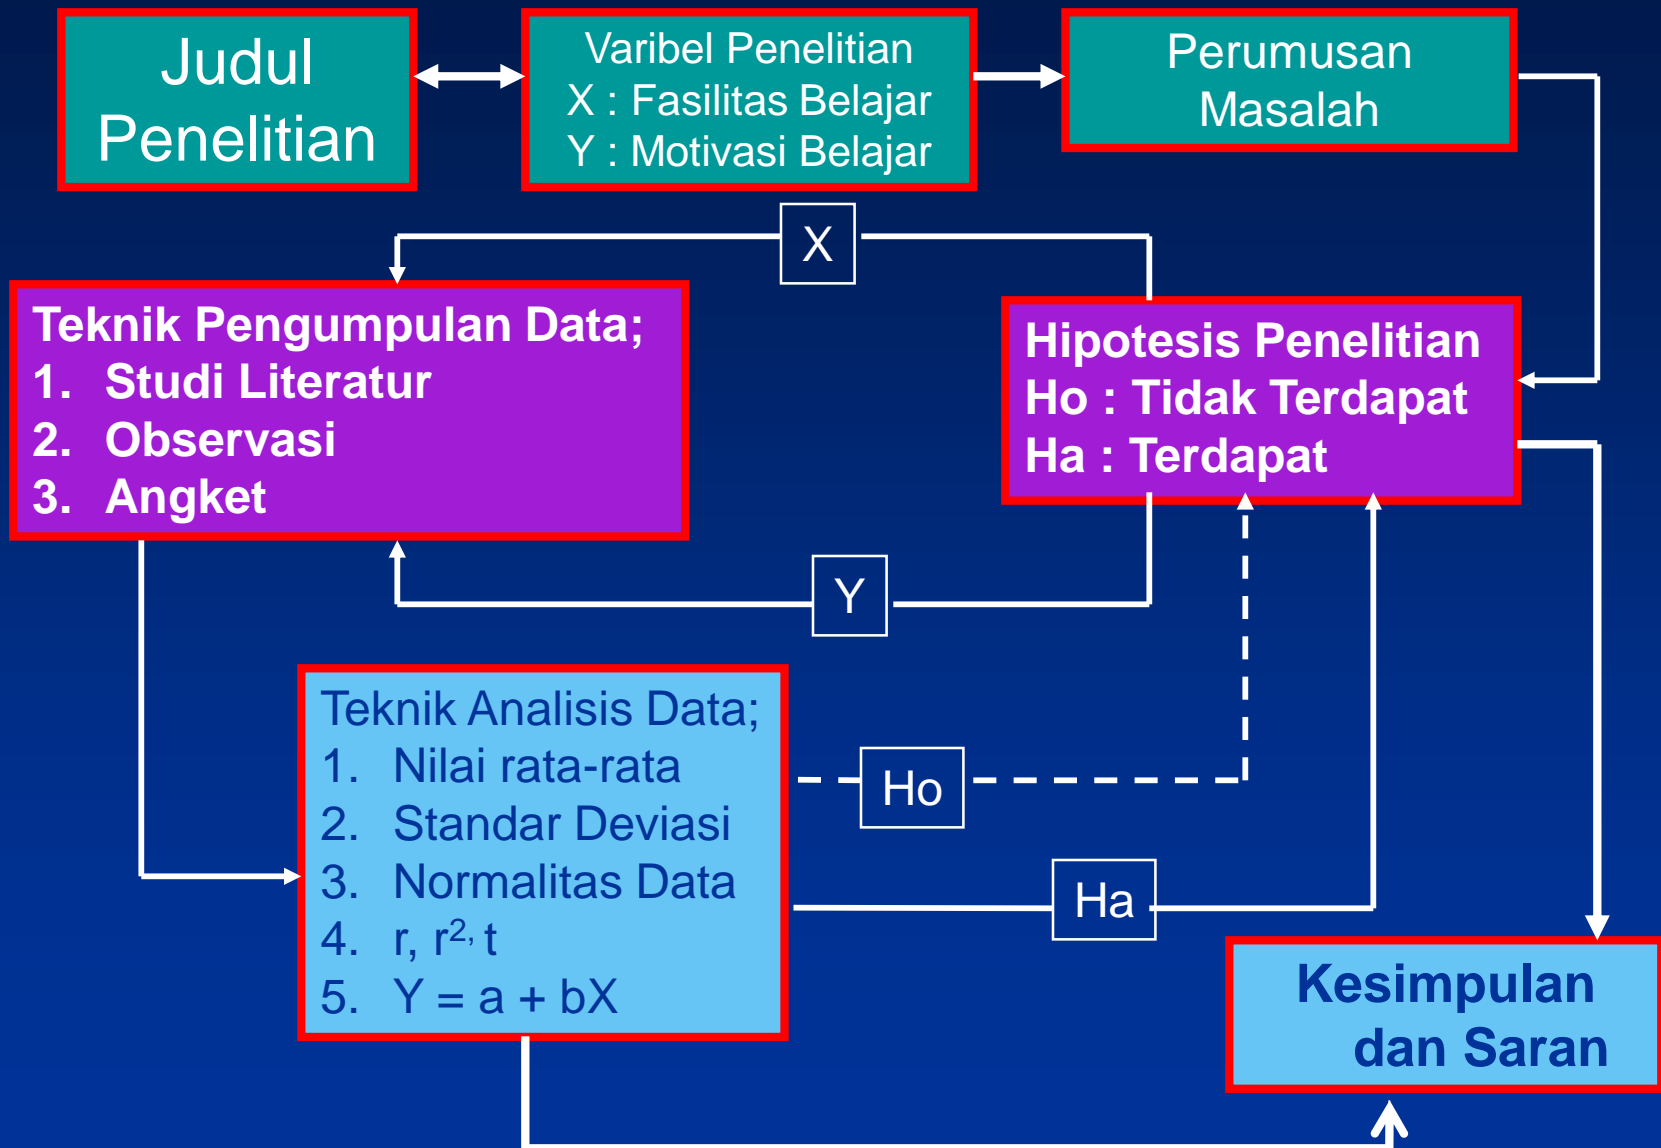 Judul
Penelitian
Varibel Penelitian
X : Fasilitas Belajar
Y : Motivasi Belajar
Perumusan
Masalah
X
Teknik Pengumpulan Data;
1. Studi Literatur
2. Observasi
3. Angket
Hipotesis Penelitian
Ho : Tidak Terdapat
Ha : Terdapat
Y
Teknik Analisis Data;
1. Nilai rata-rata
2. Standar Deviasi
3. Normalitas Data
4. r, r², t
5. Y = a + bX
Ho
Ha
Kesimpulan
dan Saran